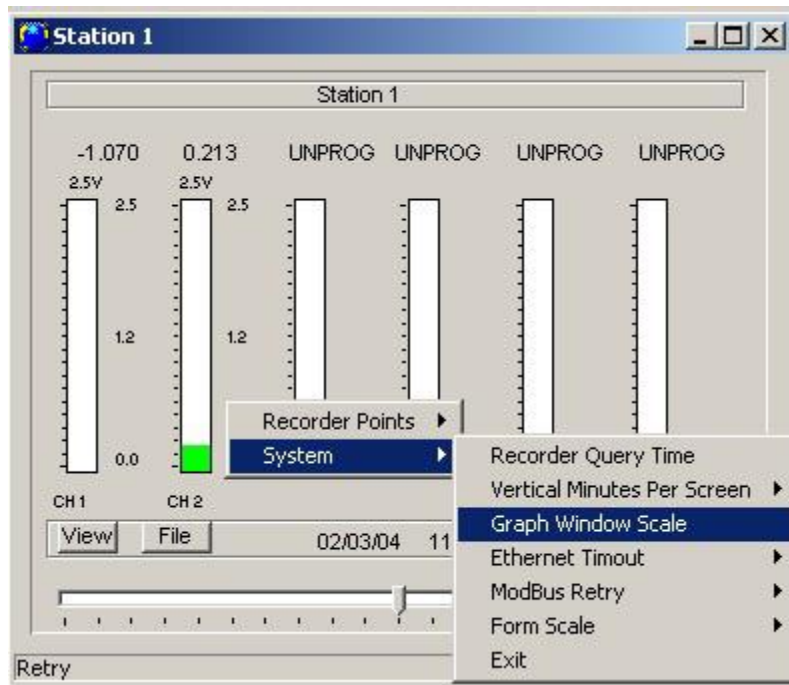 Station 1
Station 1
-1.070 0.213 UNPROG UNPROG UNPROG UNPROG
2.5V 2.5V
2.5 2.5
1.2 1.2
0.0
CH 1 CH 2
Recorder Points
System
Recorder Query Time
Vertical Minutes Per Screen
Graph Window Scale
Ethernet Timout
ModBus Retry
Form Scale
Exit
View File 02/03/04 11
Retry